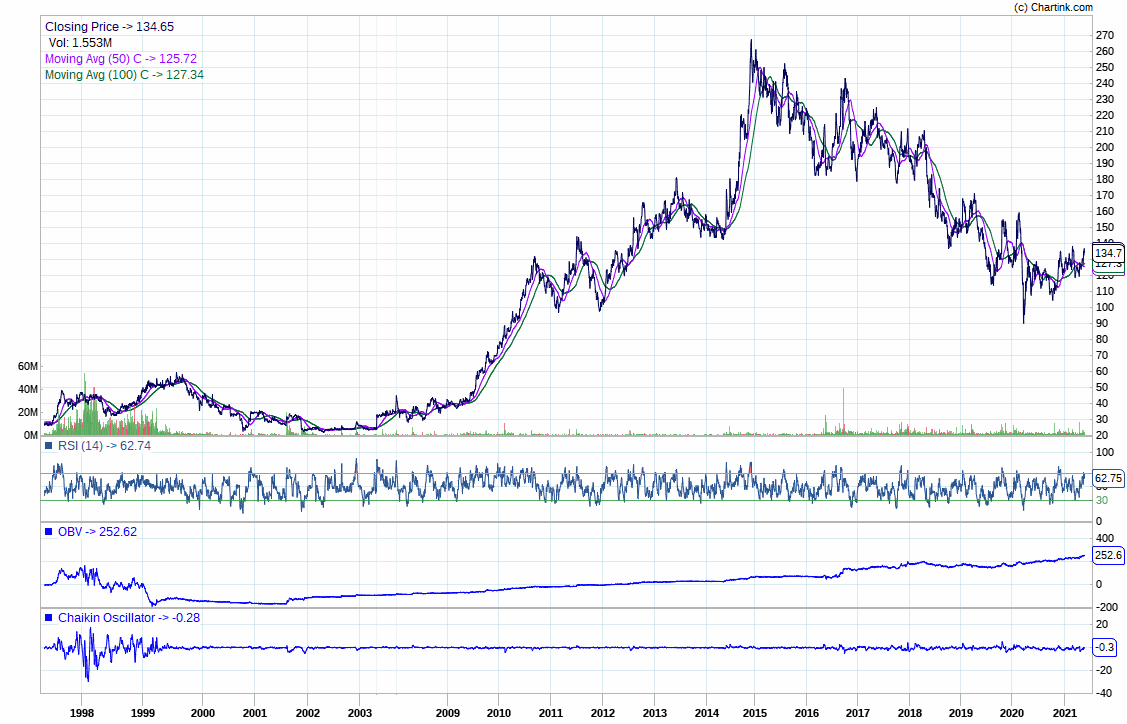 (c) Chartink.com
Closing Price -> 134.65
Vol: 1.553M
Moving Avg (50) C -> 125.72
Moving Avg (100) C -> 127.34
270
260
250
240
230
220
210
200
190
180
170
160
150
134.7
110
100
90
80
70
60
50
40
30
20
60M
40M
20M
0M
RSI (14) -> 62.74
100
62.75
30
0
OBV -> 252.62
400
252.6
0
-200
Chaikin Oscillator -> -0.28
20
-0.3
-20
-40
1998 1999 2000 2001 2002 2003 2009 2010 2011 2012 2013 2014 2015 2016 2017 2018 2019 2020 2021